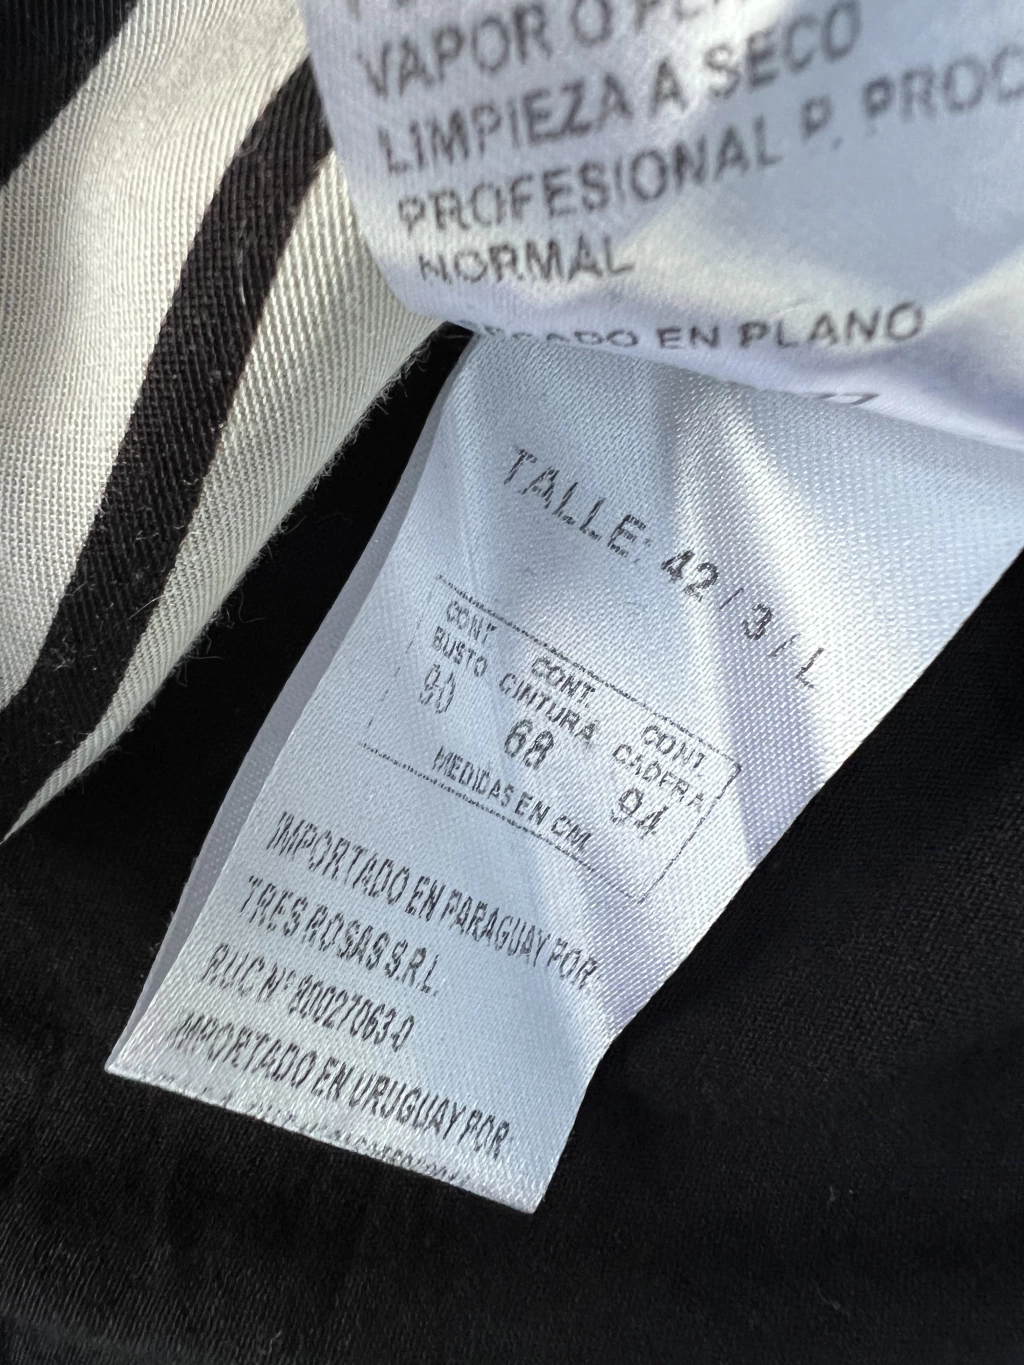 VAPOR O
LIMPIEZA A SECO
PROFESIONAL P. PROC
NORMAL
EN PLANO
TALLE: 42 / 3 / L
CONT. CONT. CONT.
BUSTO CINTURA CADERA
90 68 94
MEDIDAS EN CM.
IMPORTADO EN PARAGUAY POR
TRES ROSAS S.R.L.
RUC N° 80027063-0
IMPORTADO EN URUGUAY POR